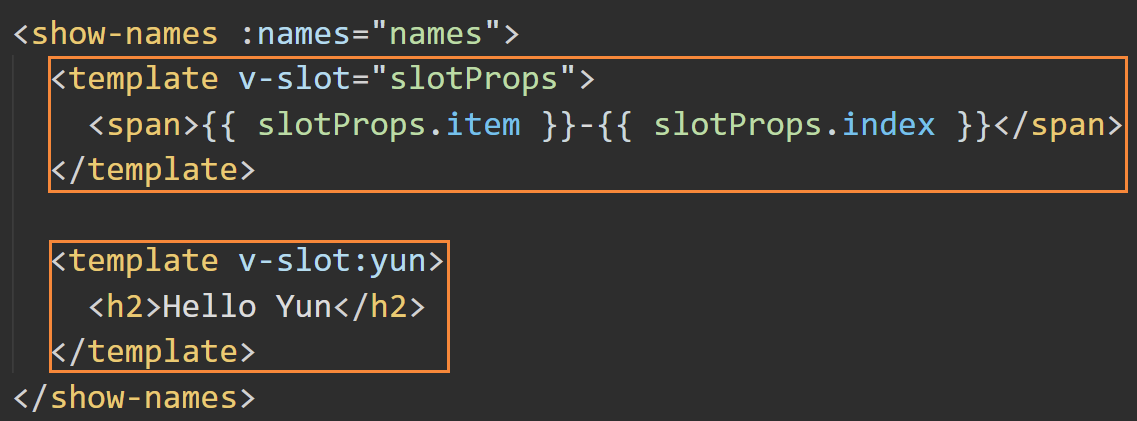 <show-names :names="names">
<template v-slot="slotProps">
<span>{{ slotProps.item }}-{{ slotProps.index }}</span>
</template>
<template v-slot:yun>
<h2>Hello Yun</h2>
</template>
</show-names>